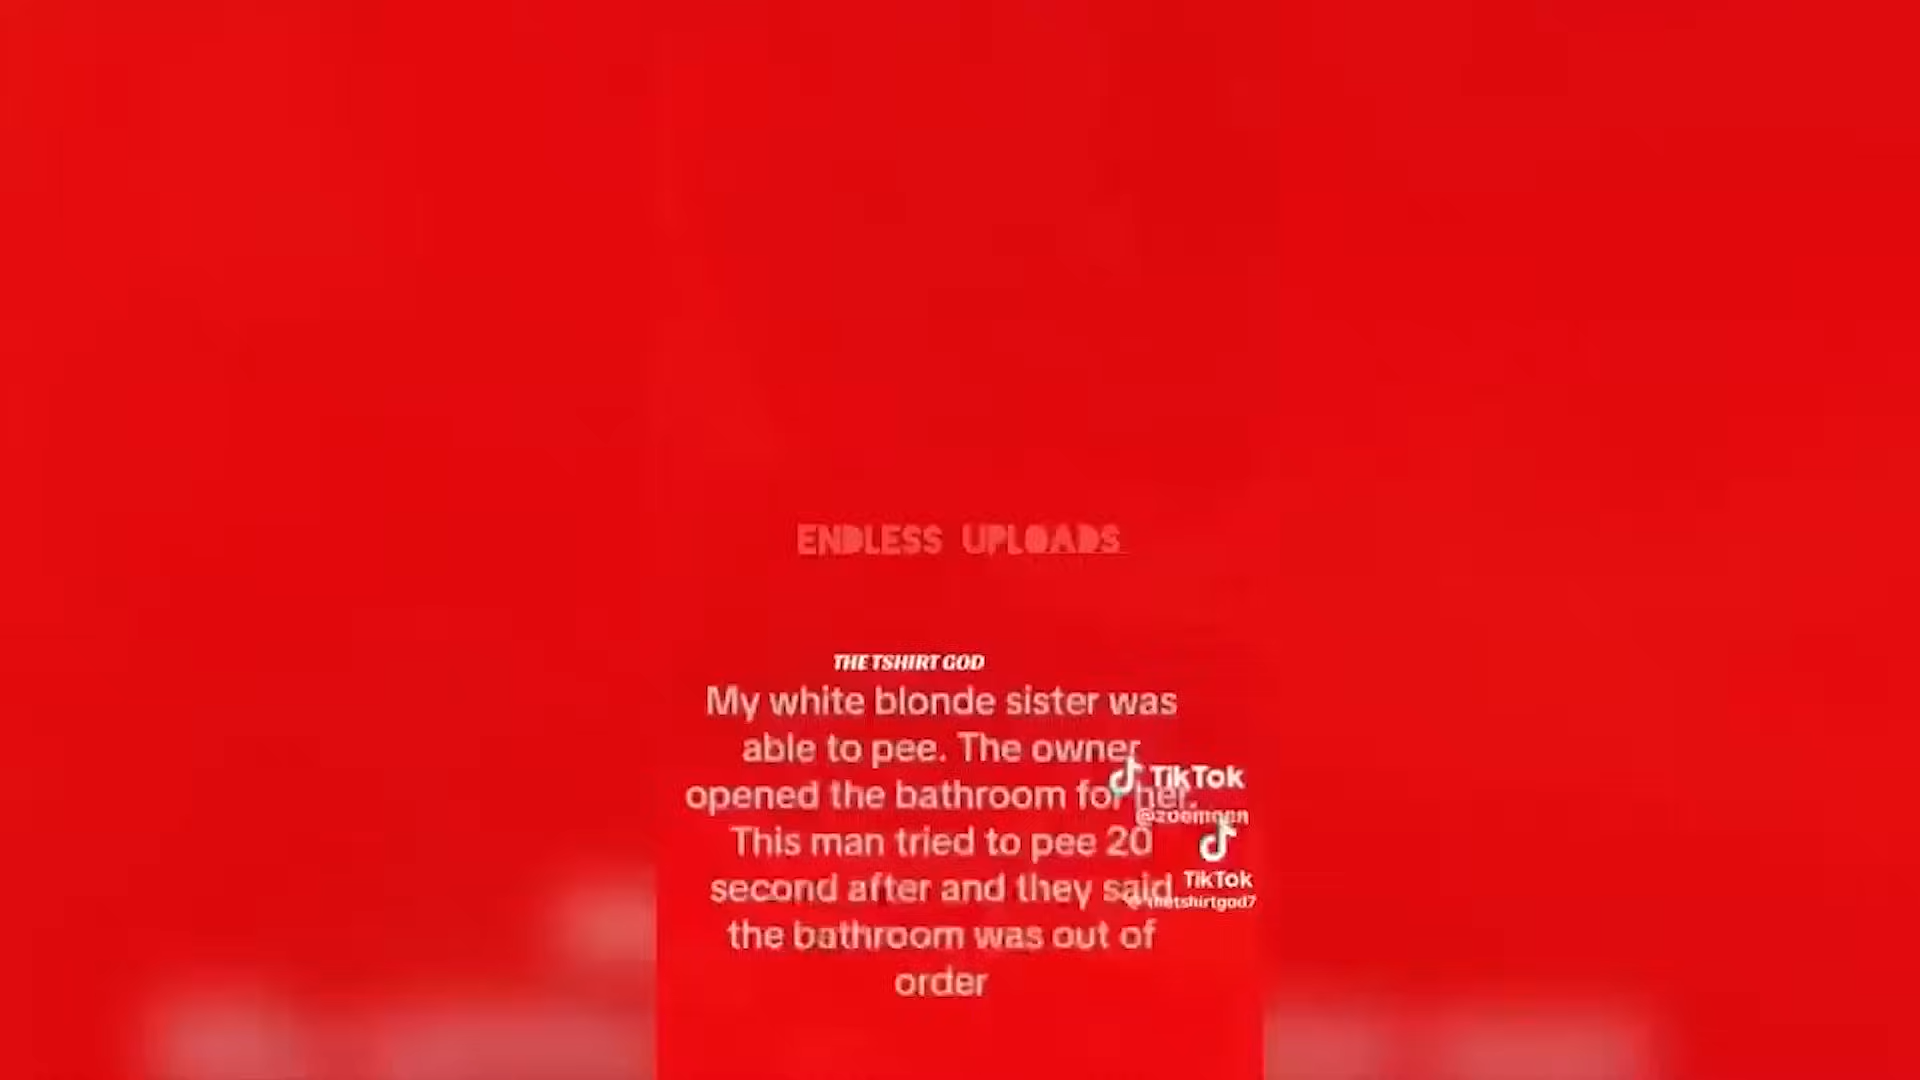 ENDLESS UPLOADS
THE TSHIRT GOD
My white blonde sister was
able to pee. The owner
opened the bathroom for her.
This man tried to pee 20
second after and they said
the bathroom was out of
order
TikTok
@zoemoon
TikTok
@thetshirtgod7